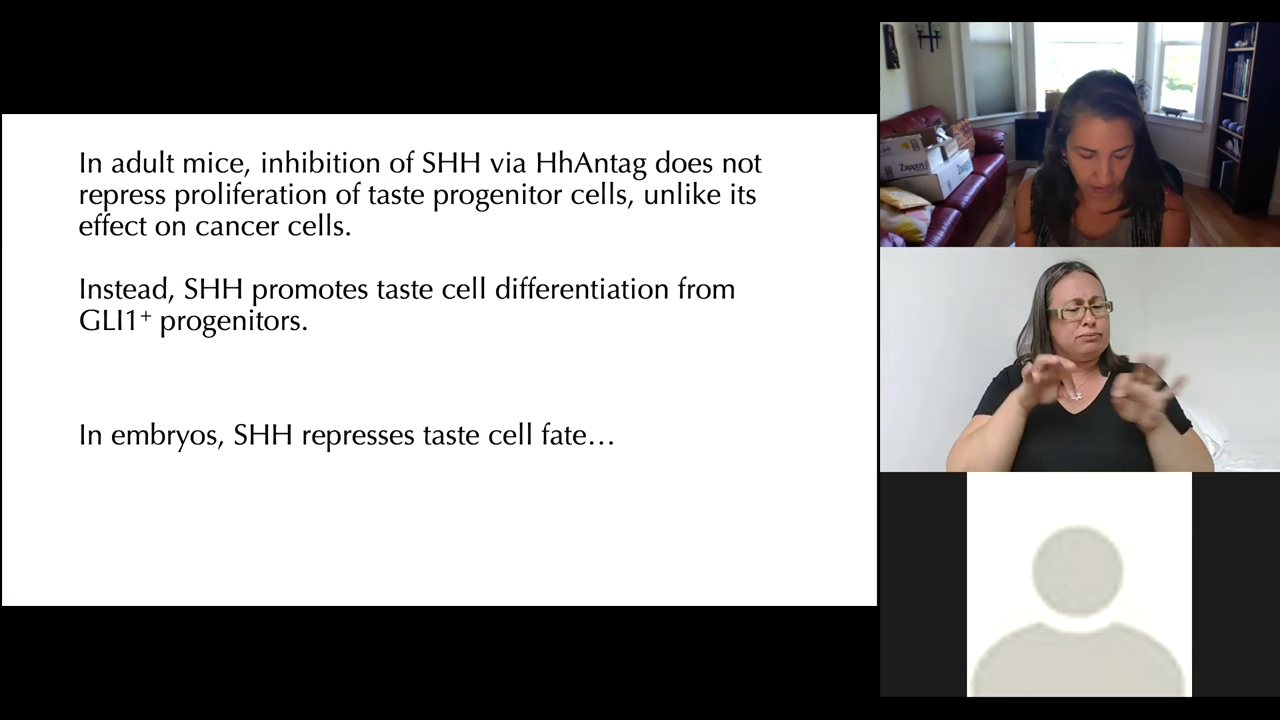 In adult mice, inhibition of SHH via HhAntag does not
repress proliferation of taste progenitor cells, unlike its
effect on cancer cells.
Instead, SHH promotes taste cell differentiation from
GLI1⁺ progenitors.
In embryos, SHH represses taste cell fate…
Zappos